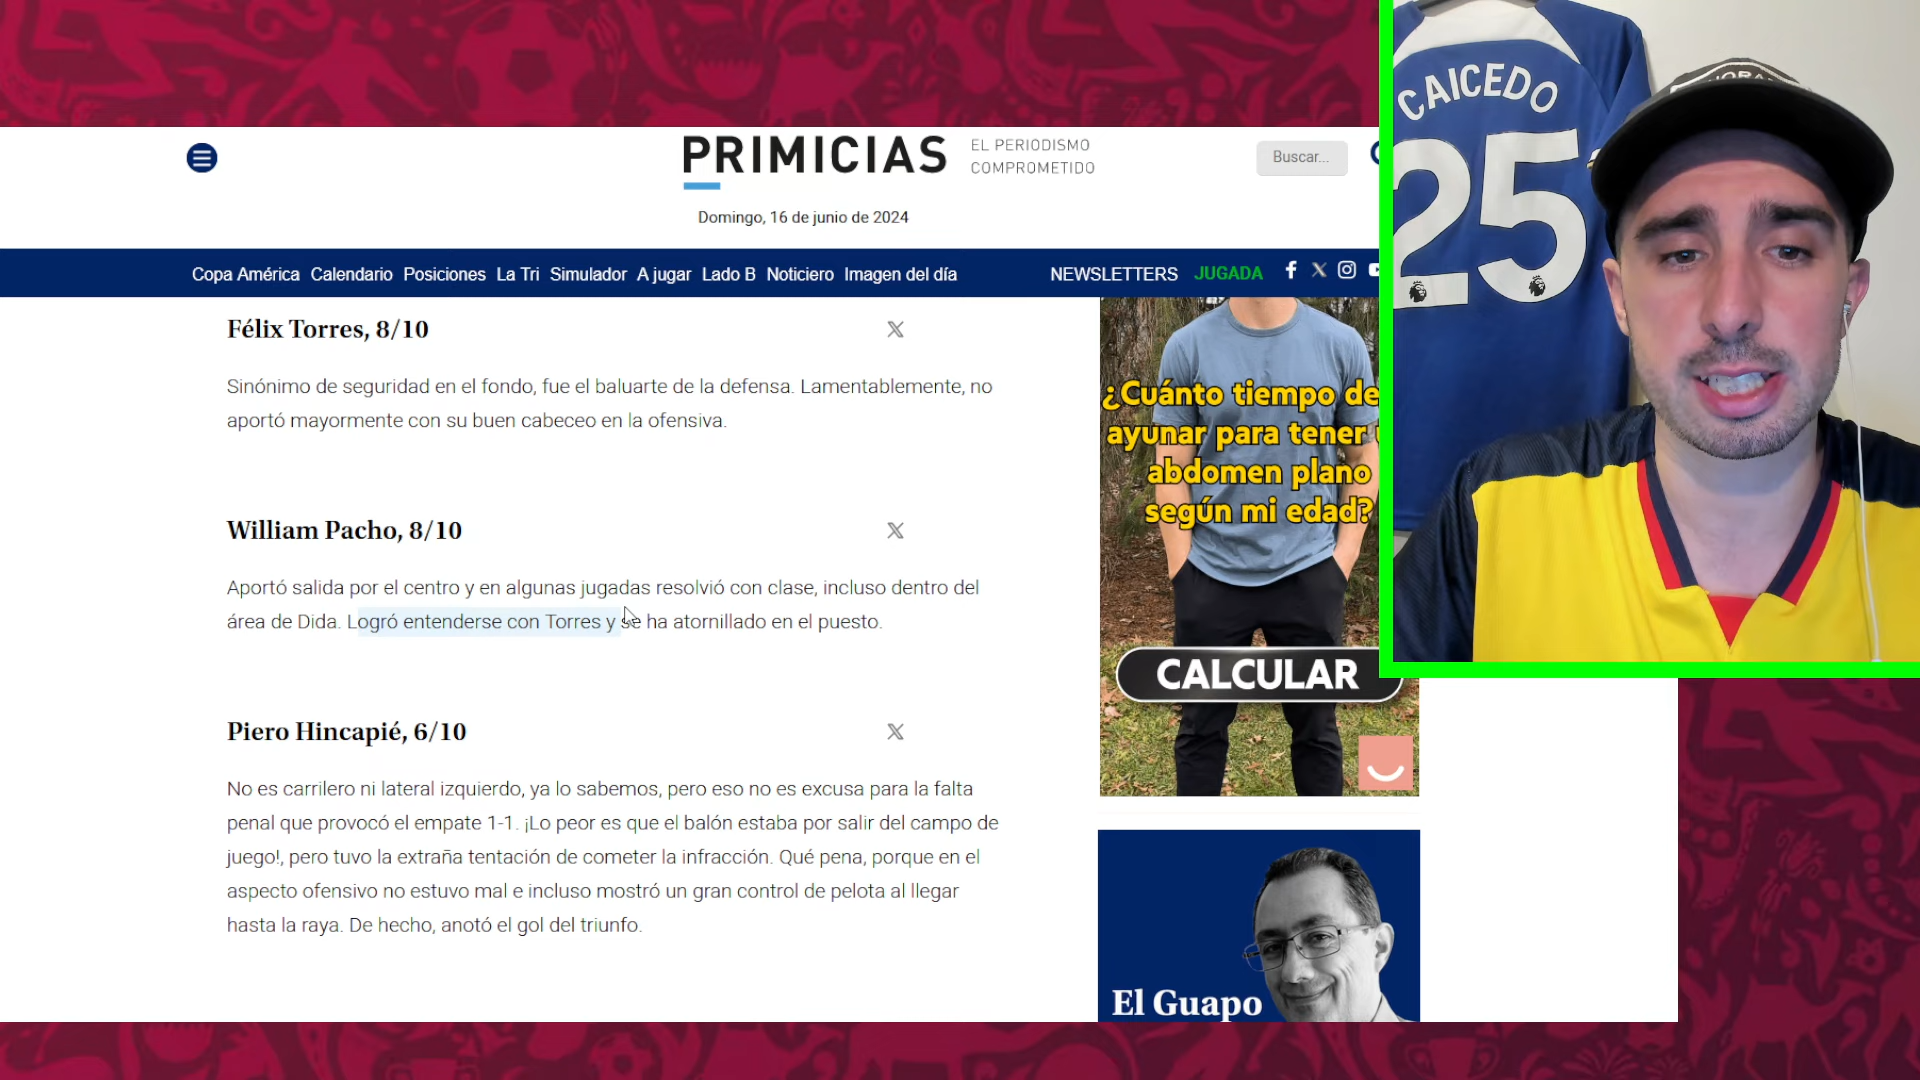 PRIMICIAS
EL PERIODISMO
COMPROMETIDO
Buscar...
Domingo, 16 de junio de 2024
Copa América Calendario Posiciones La Tri Simulador A jugar Lado B Noticiero Imagen del día NEWSLETTERS JUGADA
Félix Torres, 8/10
Sinónimo de seguridad en el fondo, fue el baluarte de la defensa. Lamentablemente, no
aportó mayormente con su buen cabeceo en la ofensiva.
William Pacho, 8/10
Aportó salida por el centro y en algunas jugadas resolvió con clase, incluso dentro del
área de Dida. Logró entenderse con Torres y se ha atornillado en el puesto.
Piero Hincapié, 6/10
No es carrilero ni lateral izquierdo, ya lo sabemos, pero eso no es excusa para la falta
penal que provocó el empate 1-1. ¡Lo peor es que el balón estaba por salir del campo de
juego!, pero tuvo la extraña tentación de cometer la infracción. Qué pena, porque en el
aspecto ofensivo no estuvo mal e incluso mostró un gran control de pelota al llegar
hasta la raya. De hecho, anotó el gol del triunfo.
¿Cuánto tiempo de
ayunar para tener
abdomen plano
según mi edad?
CALCULAR
El Guapo
CAICEDO
25